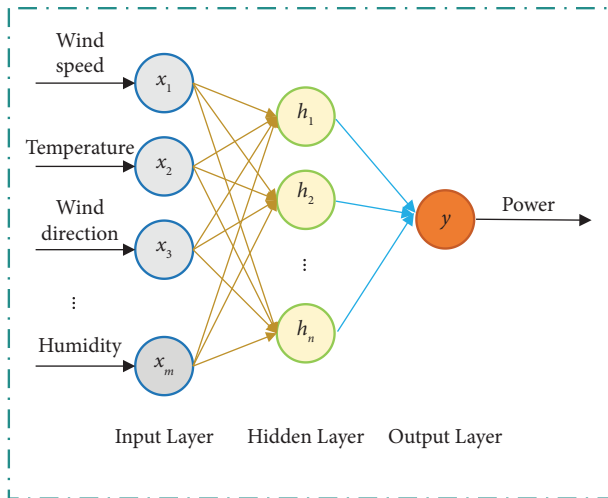 Wind
speed
x₁
h₁
Temperature
x₂
h₂
Wind
direction
x₃
y
Power
...
...
Humidity
xₘ
hₙ
Input Layer
Hidden Layer
Output Layer